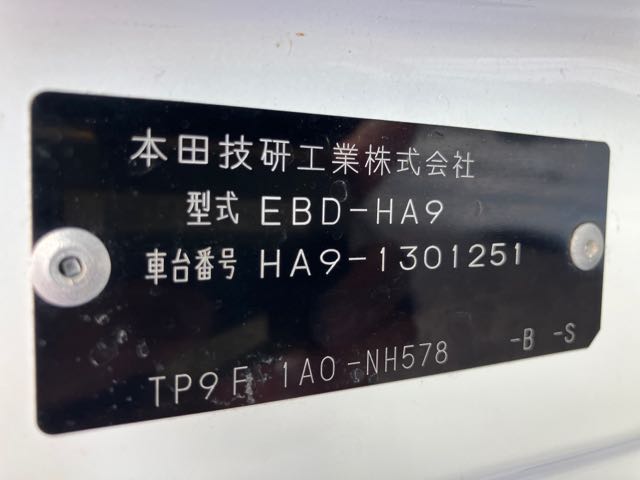 本田技研工業株式会社
型式 EBD-HA9
車台番号 HA9-1301251
TP9F 1A0-NH578 -B -S